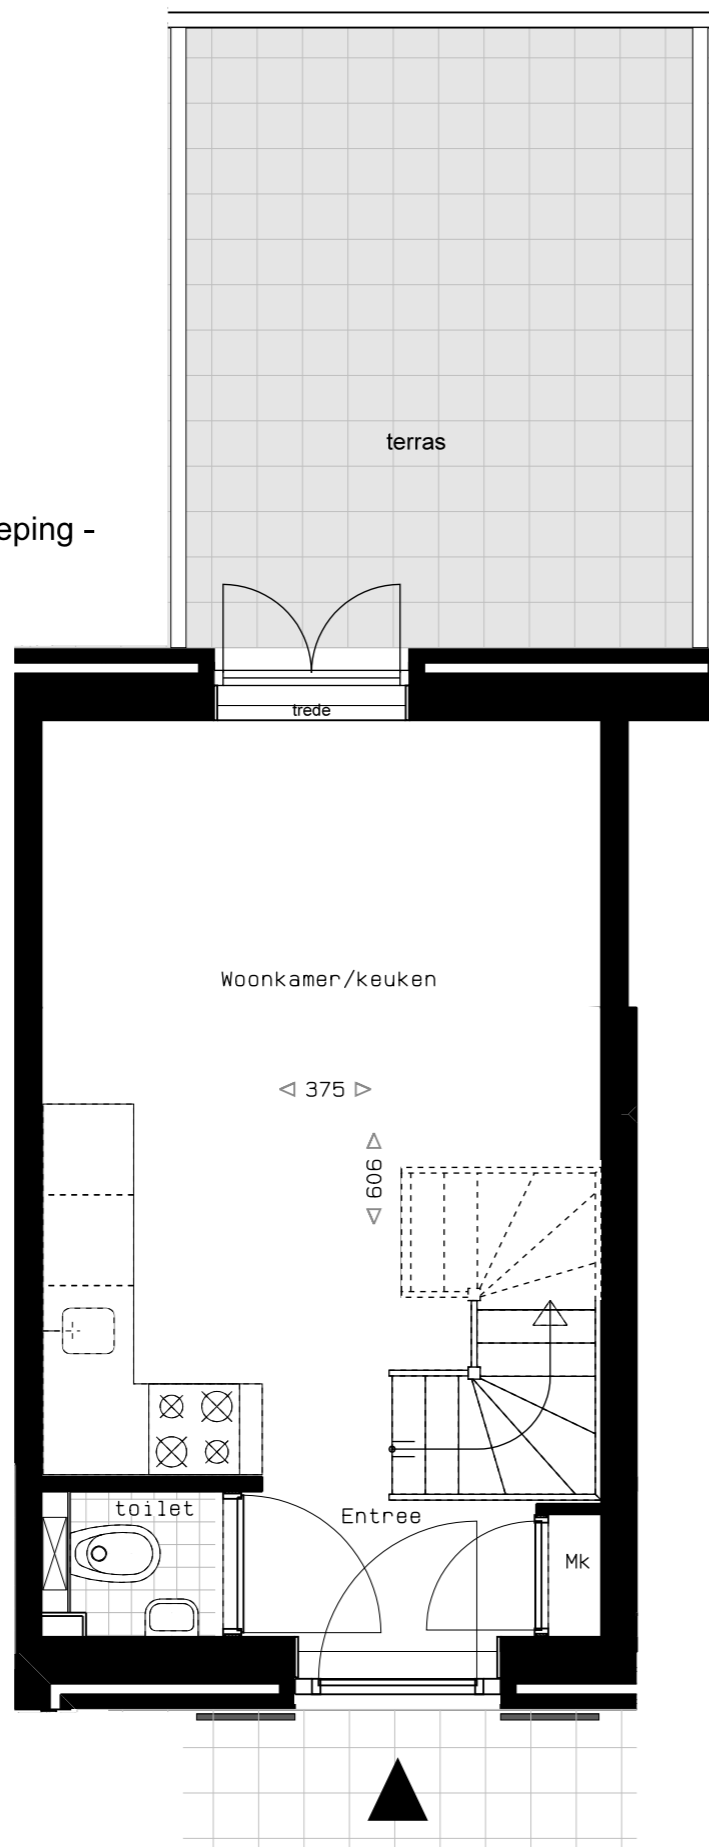 terras
eping -
trede
Woonkamer/keuken
375
606
toilet
Entree
Mk